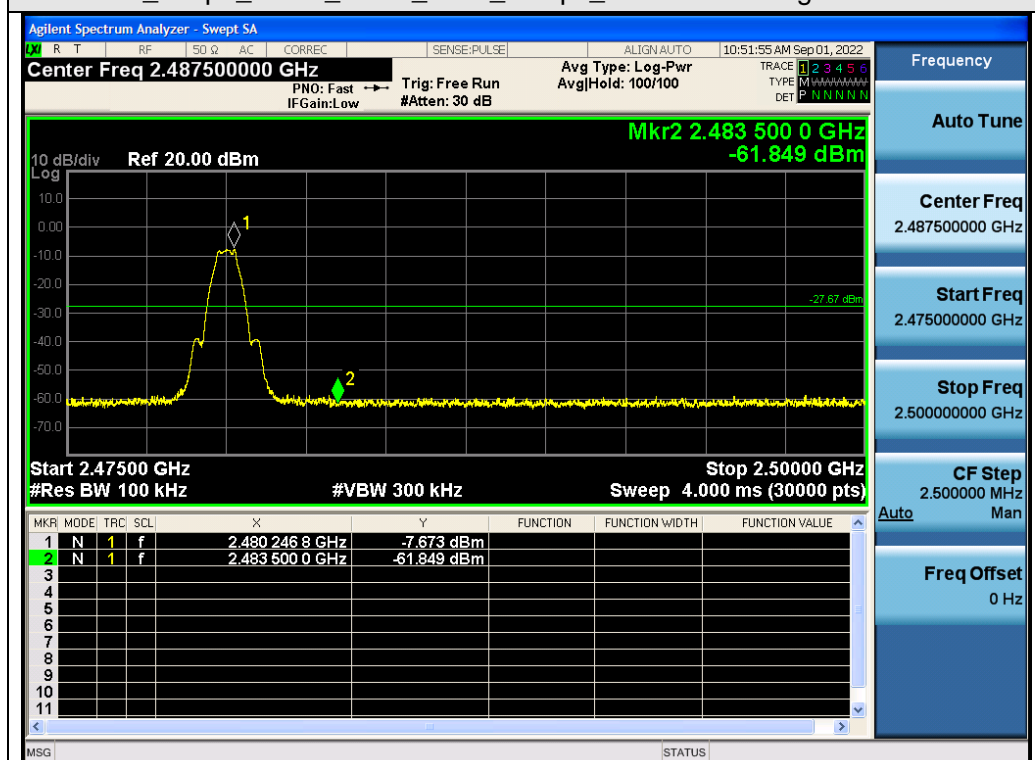 Agilent Spectrum Analyzer - Swept SA
LXI R T RF 50 Ω AC CORREC SENSE:PULSE ALIGN AUTO 10:51:55 AM Sep 01, 2022
Center Freq 2.487500000 GHz
PNO: Fast
IFGain:Low
Trig: Free Run
#Atten: 30 dB
Avg Type: Log-Pwr
Avg|Hold: 100/100
TRACE 1 2 3 4 5 6
TYPE M WWWWW
DET P N N N N N
Mkr2 2.483 500 0 GHz
-61.849 dBm
10 dB/div Ref 20.00 dBm
Log
10.0
0.00
-10.0
-20.0
-30.0
-40.0
-50.0
-60.0
-70.0
1
2
-27.67 dBm
Start 2.47500 GHz Stop 2.50000 GHz
#Res BW 100 kHz #VBW 300 kHz Sweep 4.000 ms (30000 pts)
MKR MODE TRC SCL X Y FUNCTION FUNCTION WIDTH FUNCTION VALUE
1 N 1 f 2.480 246 8 GHz -7.673 dBm
2 N 1 f 2.483 500 0 GHz -61.849 dBm
3
4
5
6
7
8
9
10
11
MSG STATUS
Frequency
Auto Tune
Center Freq
2.487500000 GHz
Start Freq
2.475000000 GHz
Stop Freq
2.500000000 GHz
CF Step
2.500000 MHz
Auto Man
Freq Offset
0 Hz